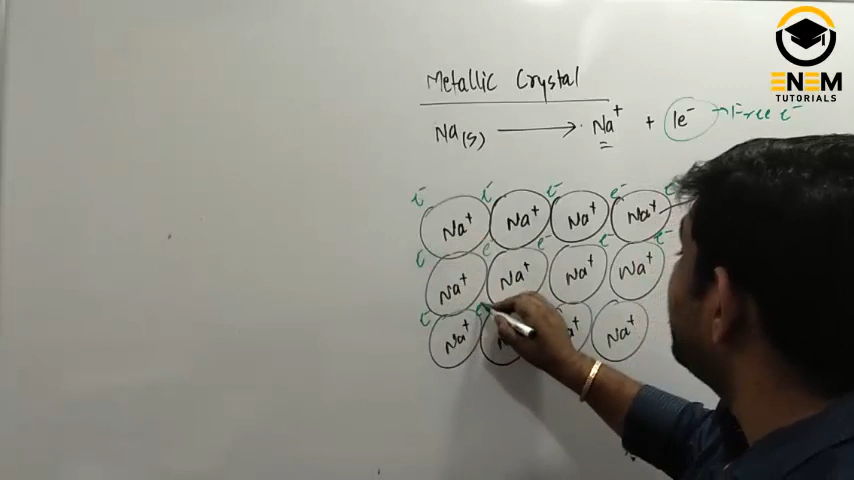 ENEM
TUTORIALS
Metallic Crystal
Na(s) ⟶ Na⁺ + 1e⁻ → Free e⁻
e⁻ e⁻ e⁻ e⁻ e
Na⁺ Na⁺ Na⁺ Na⁺
e e e⁻ e⁻ e⁻
Na⁺ Na⁺ Na⁺ Na⁺
e⁻ e
Na⁺ Na⁺